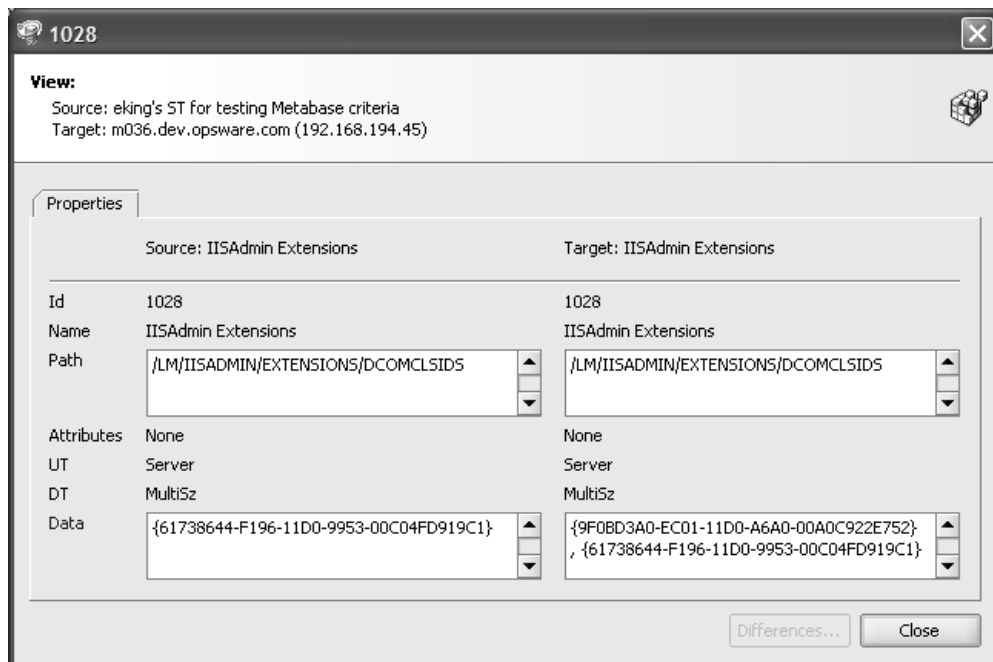 1028
View:
Source: eking's ST for testing Metabase criteria
Target: m036.dev.opsware.com (192.168.194.45)
Properties
Source: IISAdmin Extensions Target: IISAdmin Extensions
Id 1028 1028
Name IISAdmin Extensions IISAdmin Extensions
Path /LM/IISADMIN/EXTENSIONS/DCOMCLSIDS /LM/IISADMIN/EXTENSIONS/DCOMCLSIDS
Attributes None None
UT Server Server
DT MultiSz MultiSz
Data {61738644-F196-11D0-9953-00C04FD919C1} {9F0BD3A0-EC01-11D0-A6A0-00A0C922E752}
, {61738644-F196-11D0-9953-00C04FD919C1}
Differences... Close